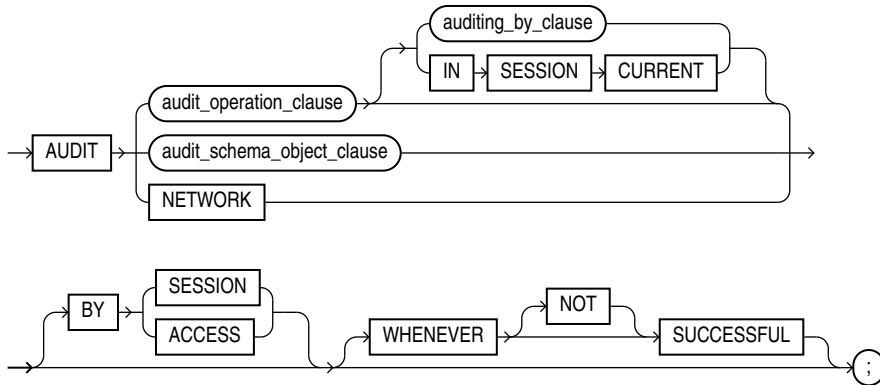 auditing_by_clause
IN SESSION CURRENT
audit_operation_clause
AUDIT audit_schema_object_clause
NETWORK
SESSION
BY NOT
ACCESS WHENEVER SUCCESSFUL
;